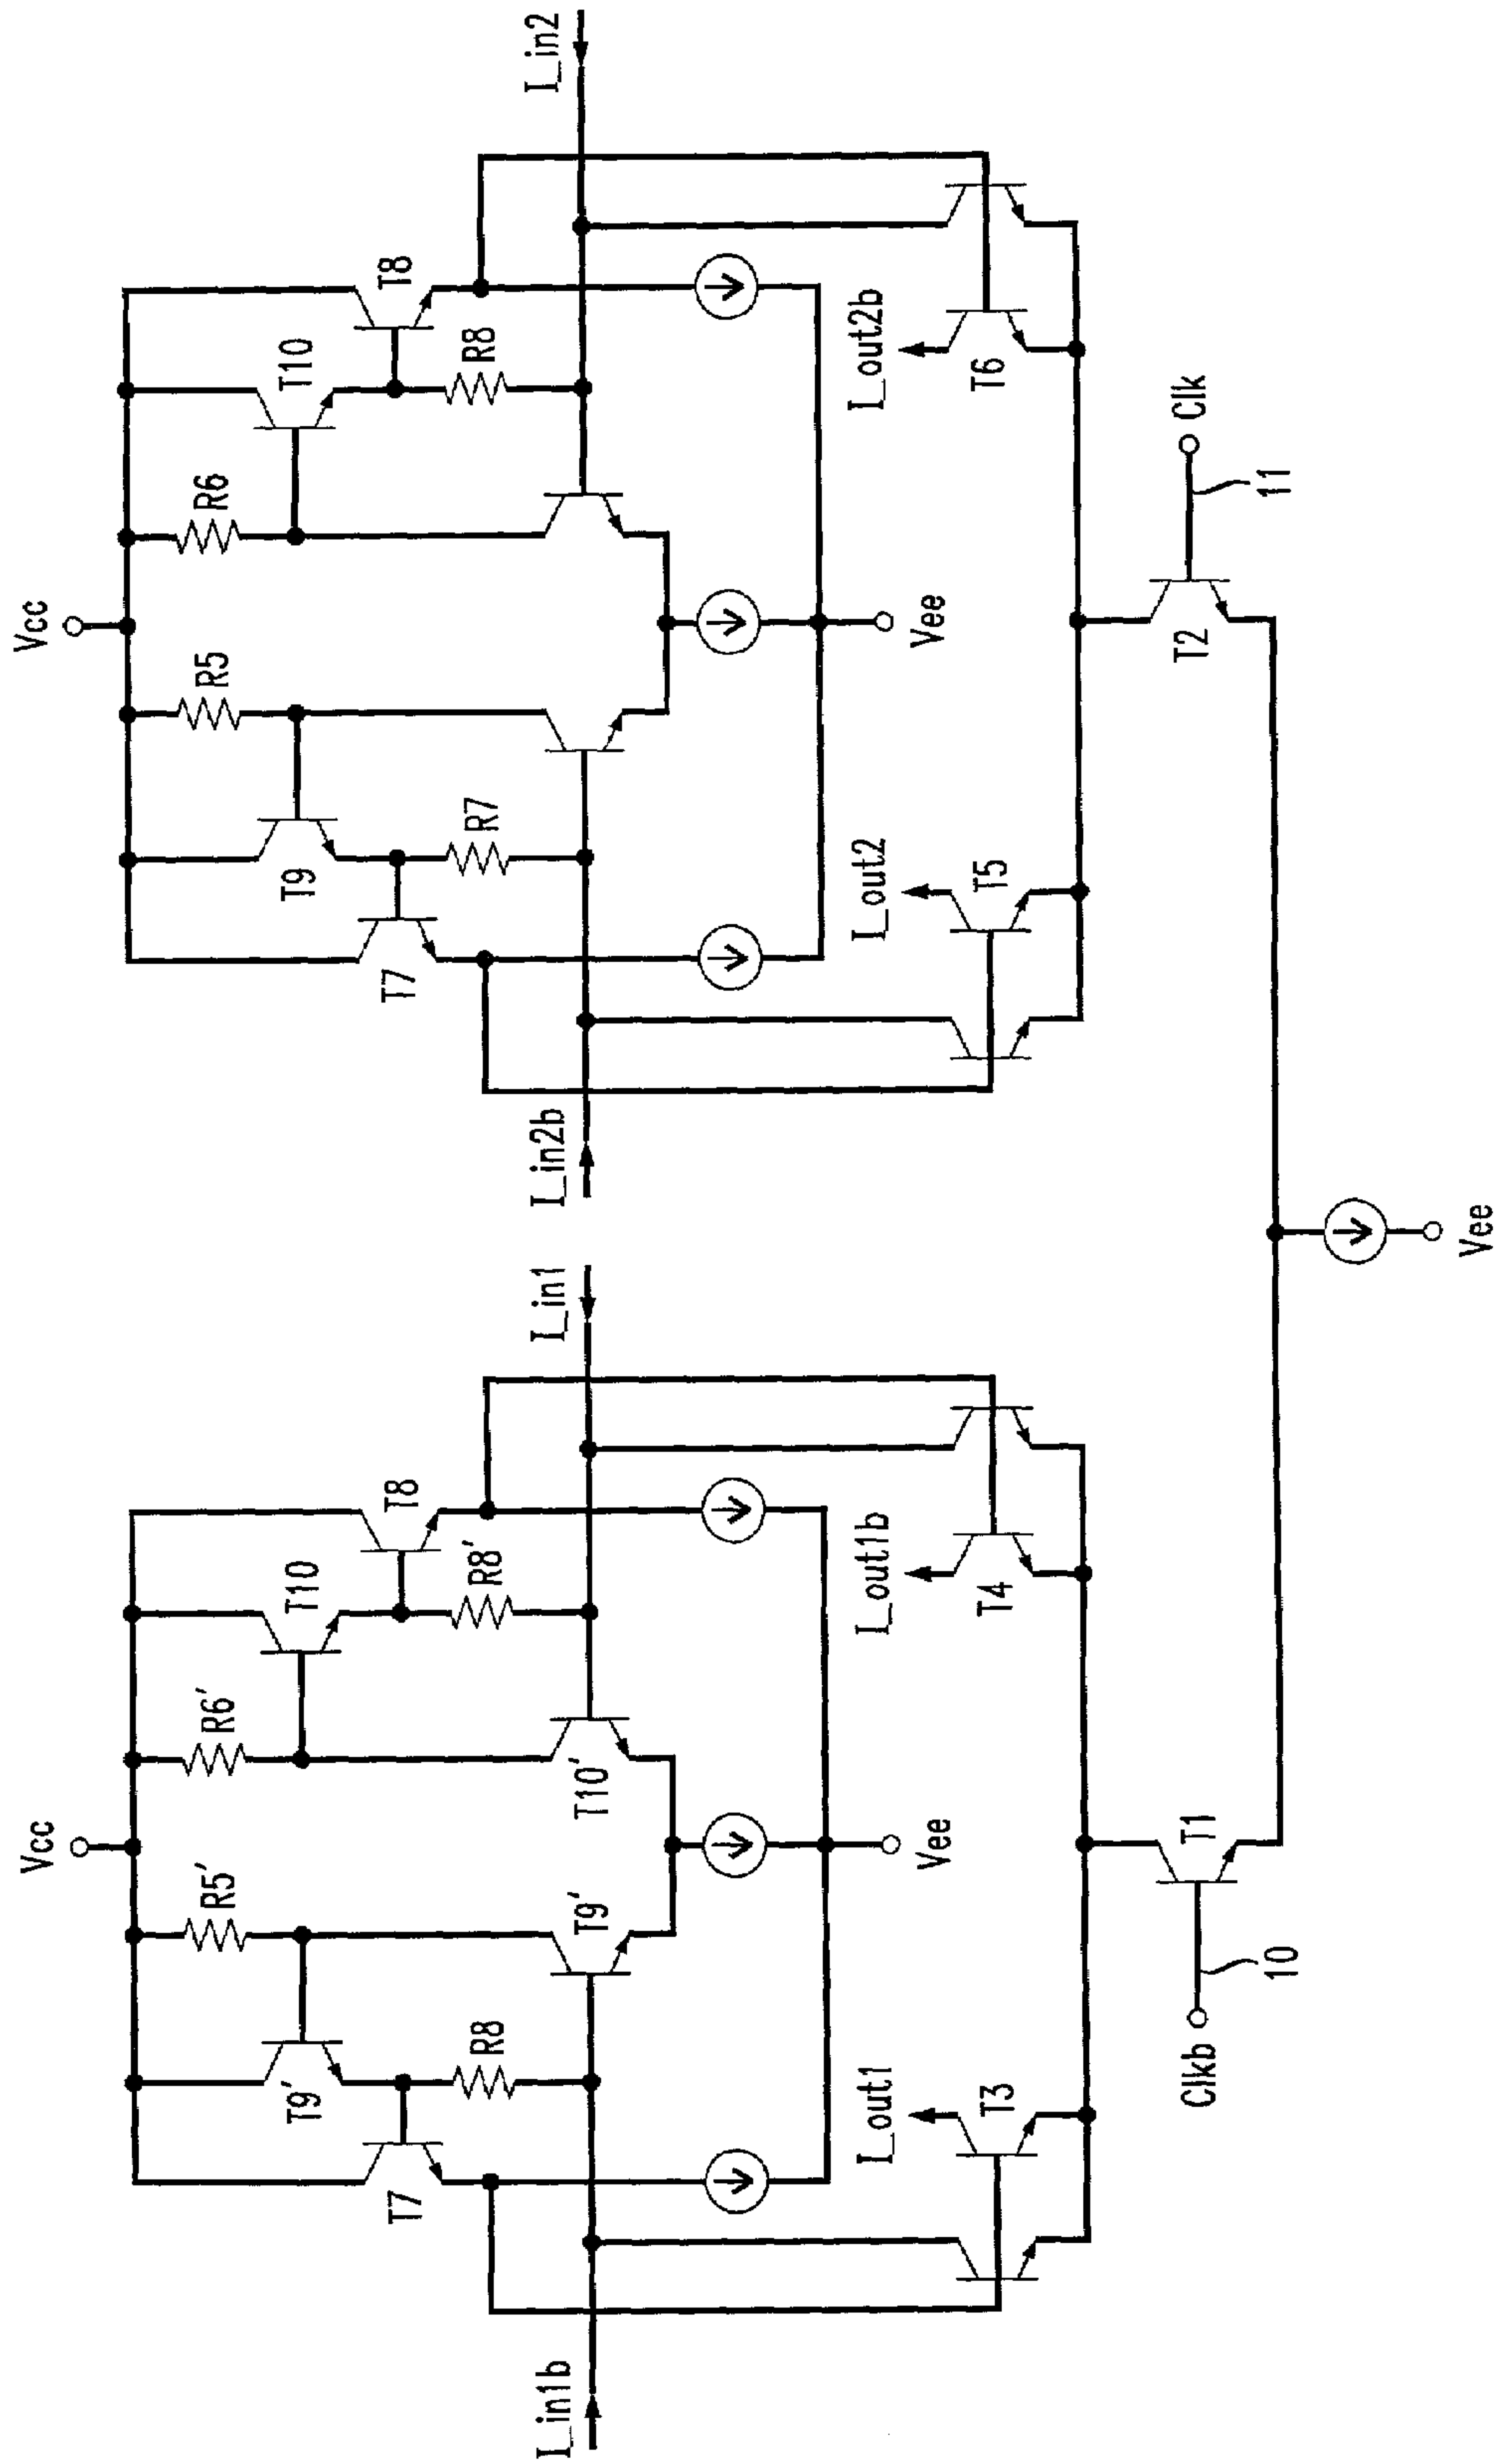 Vcc
Vcc
R5'
R6'
R5
R6
T9'
T10
T9
T10
T7
T8
T7
T8
R8
R8'
R7
R8
I_in1b
I_in1
I_in2b
I_in2
T9'
T10'
I_out1
I_out1b
I_out2
I_out2b
Vee
Vee
T3
T4
T5
T6
Clkb
T1
T2
Clk
10
11
Vee